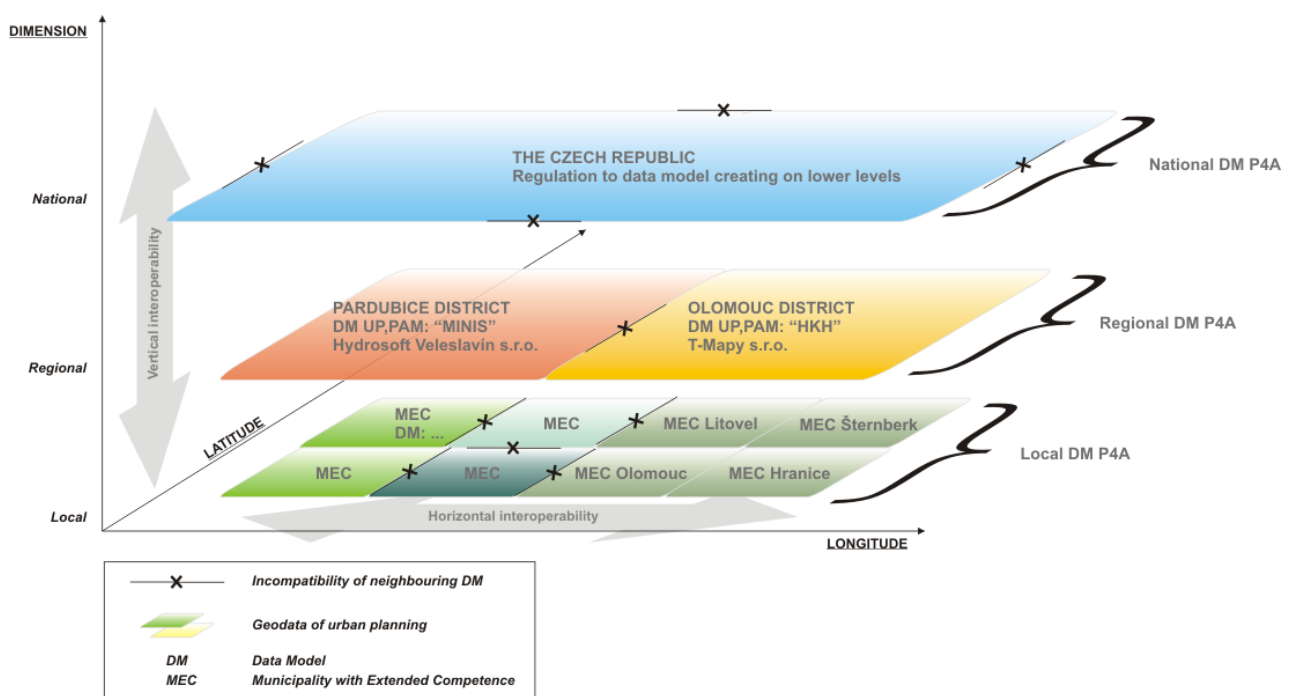 DIMENSION
THE CZECH REPUBLIC
Regulation to data model creating on lower levels
National DM P4A
National
Vertical interoperability
PARDUBICE DISTRICT
DM UP,PAM: “MINIS”
Hydrosoft Veleslavín s.r.o.
OLOMOUC DISTRICT
DM UP,PAM: “HKH”
T-Mapy s.r.o.
Regional DM P4A
Regional
LATITUDE
MEC
DM: ...
MEC
MEC Litovel
MEC Šternberk
Local DM P4A
MEC
MEC
MEC Olomouc
MEC Hranice
Local
Horizontal interoperability
LONGITUDE
Incompatibility of neighbouring DM
Geodata of urban planning
DM Data Model
MEC Municipality with Extended Competence